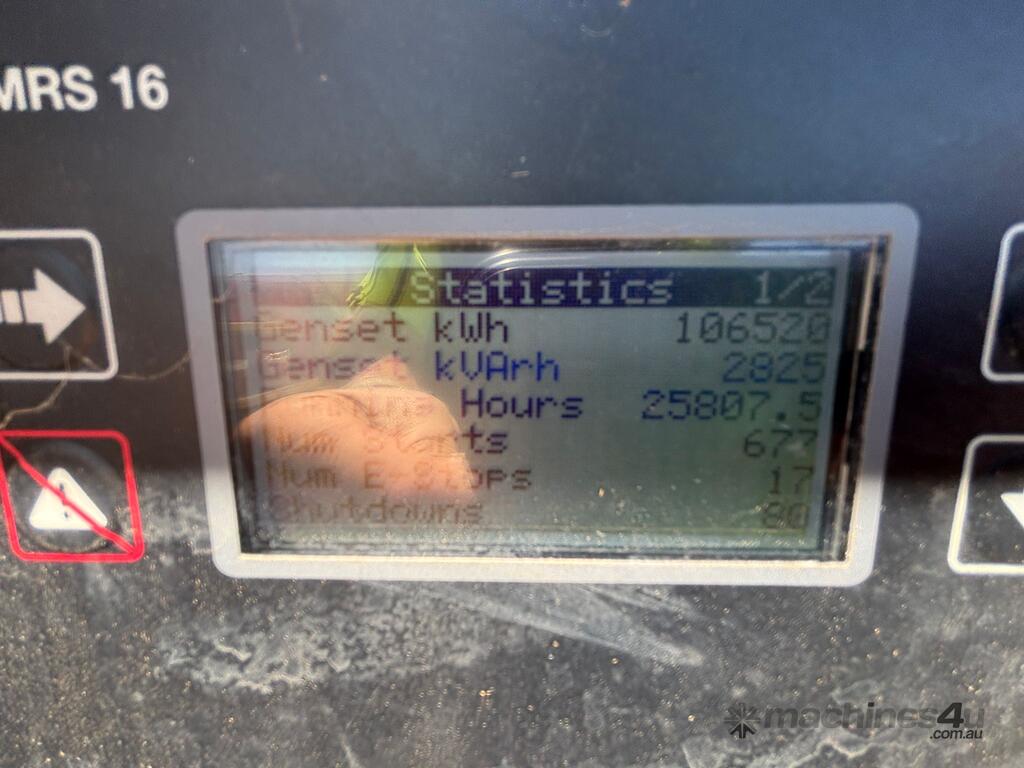 MRS 16
Statistics 1/2
Genset kWh 106520
Genset kVArh 2825
Running Hours 25807.5
Num Starts 677
Num E-Stops 17
Shutdowns 80
machines4u
.com.au